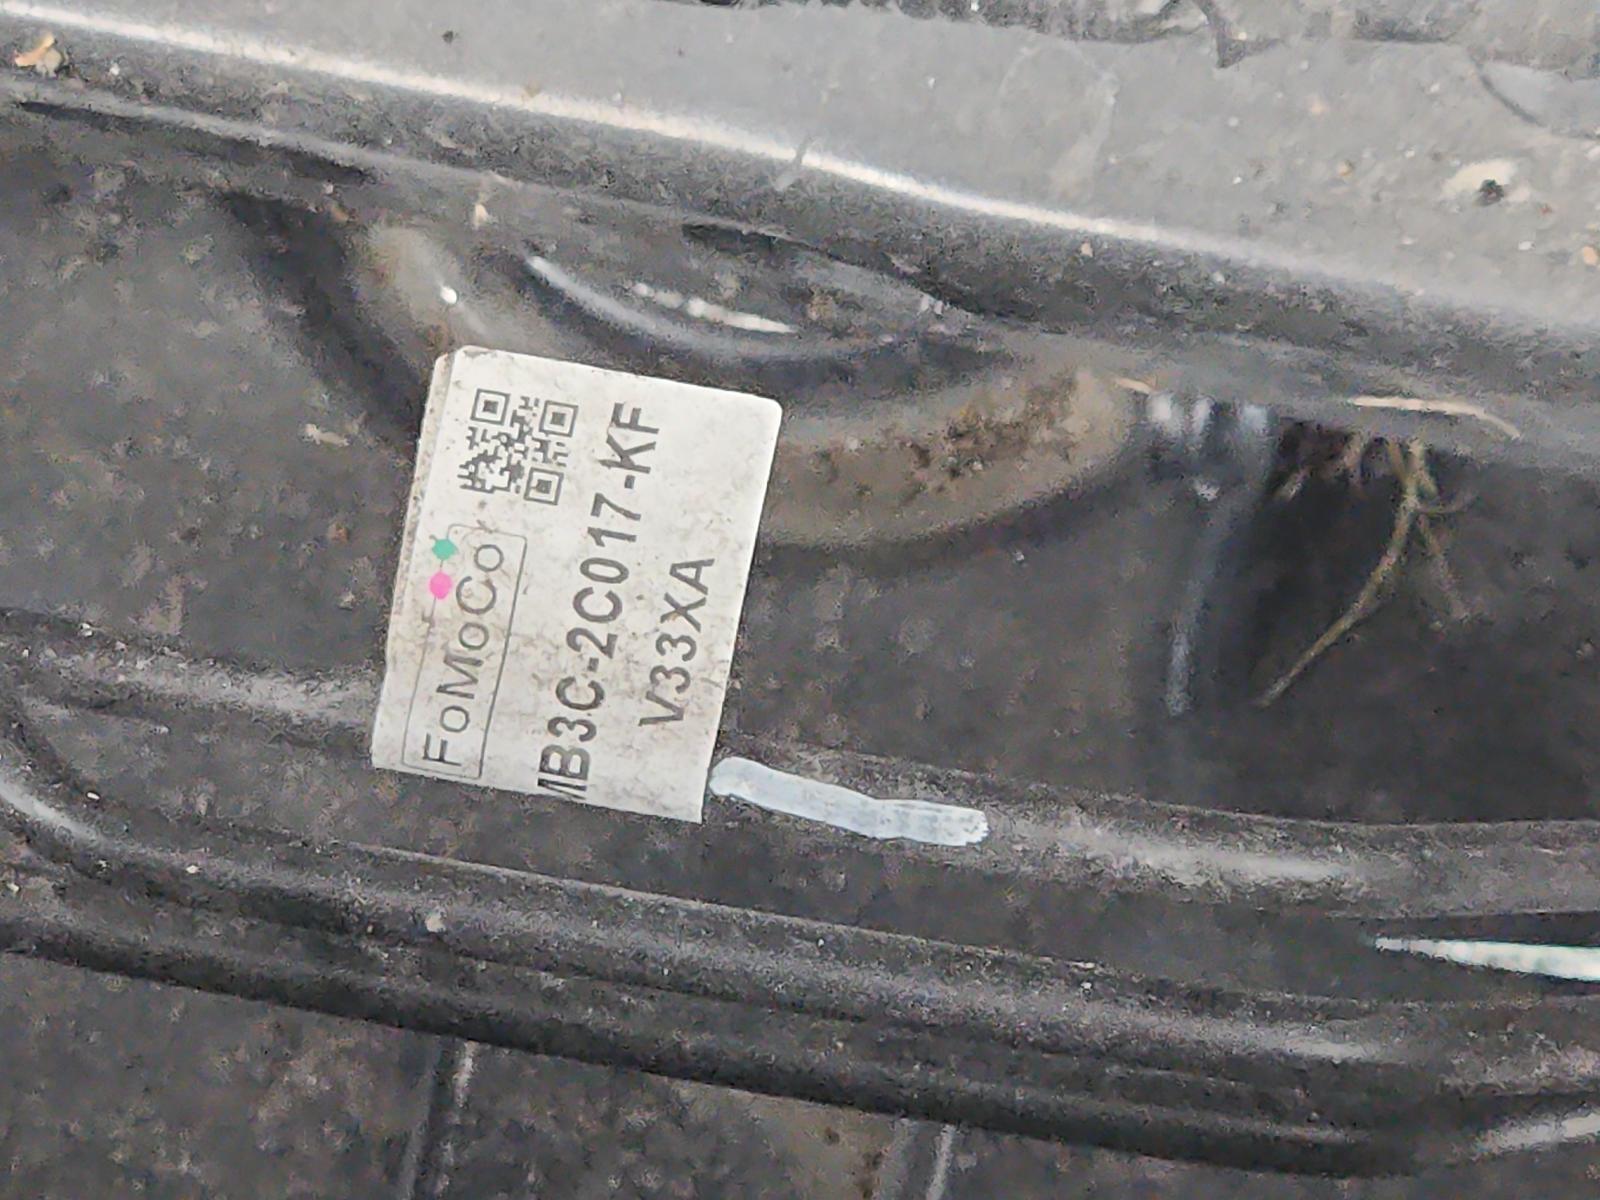 FoMoCo
MB3C-2C017-KF
V33XA